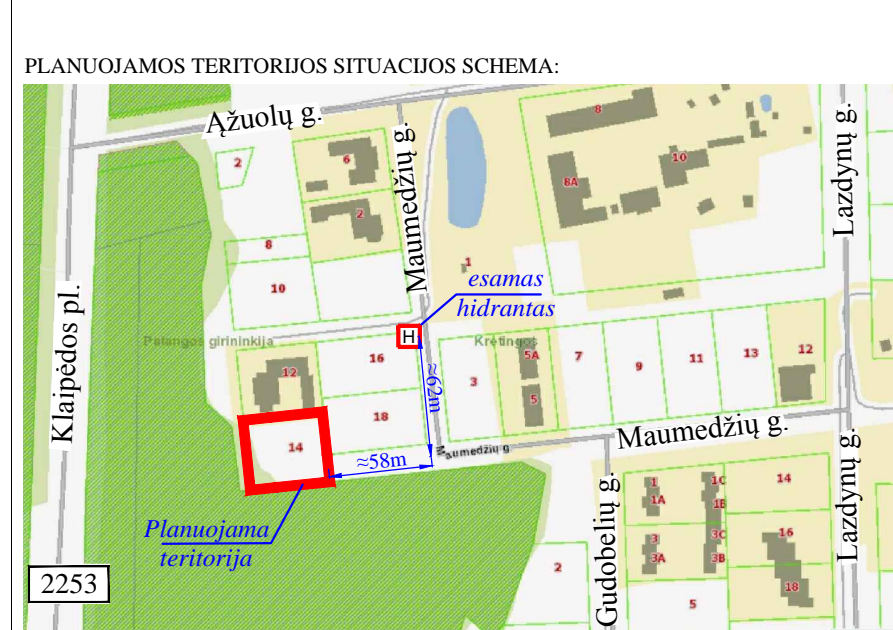 PLANUOJAMOS TERITORIJOS SITUACIJOS SCHEMA:
Ąžuolų g.
Maumedžių g.
Klaipėdos pl.
Lazdynų g.
2
6
2
8
10
8
8A
10
1
esamas
hidrantas
H
Palangos girininkija
Kretingos
12
16
18
14
3
5A
5
7
9
11
13
12
≈62m
≈58m
Maumedžių g.
Maumedžių g.
Planuojama
teritorija
Gudobelių g.
Lazdynų g.
1
1A
1C
1B
14
3
3A
3C
3B
16
18
2
5
2253